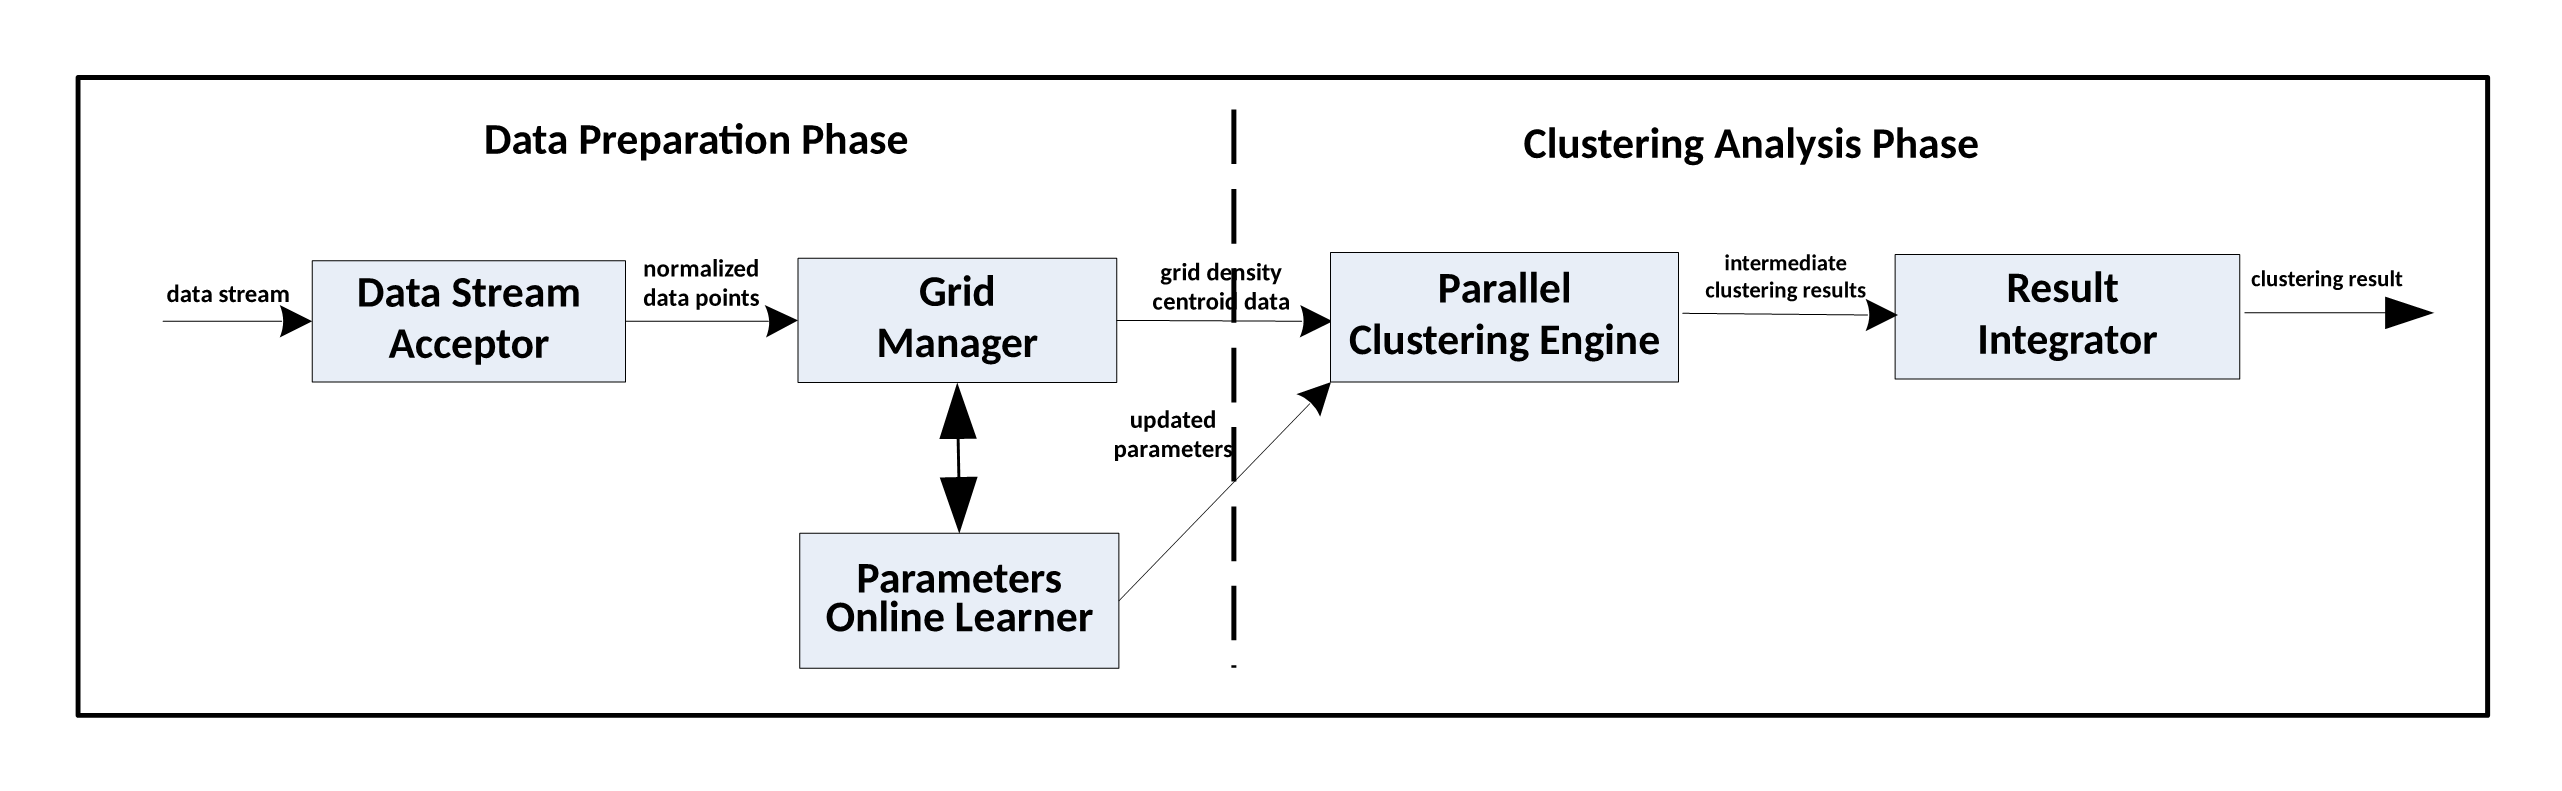 Data Preparation Phase
Clustering Analysis Phase
data stream
Data Stream
Acceptor
normalized
data points
Grid
Manager
grid density
centroid data
Parallel
Clustering Engine
intermediate
clustering results
Result
Integrator
clustering result
updated
parameters
Parameters
Online Learner